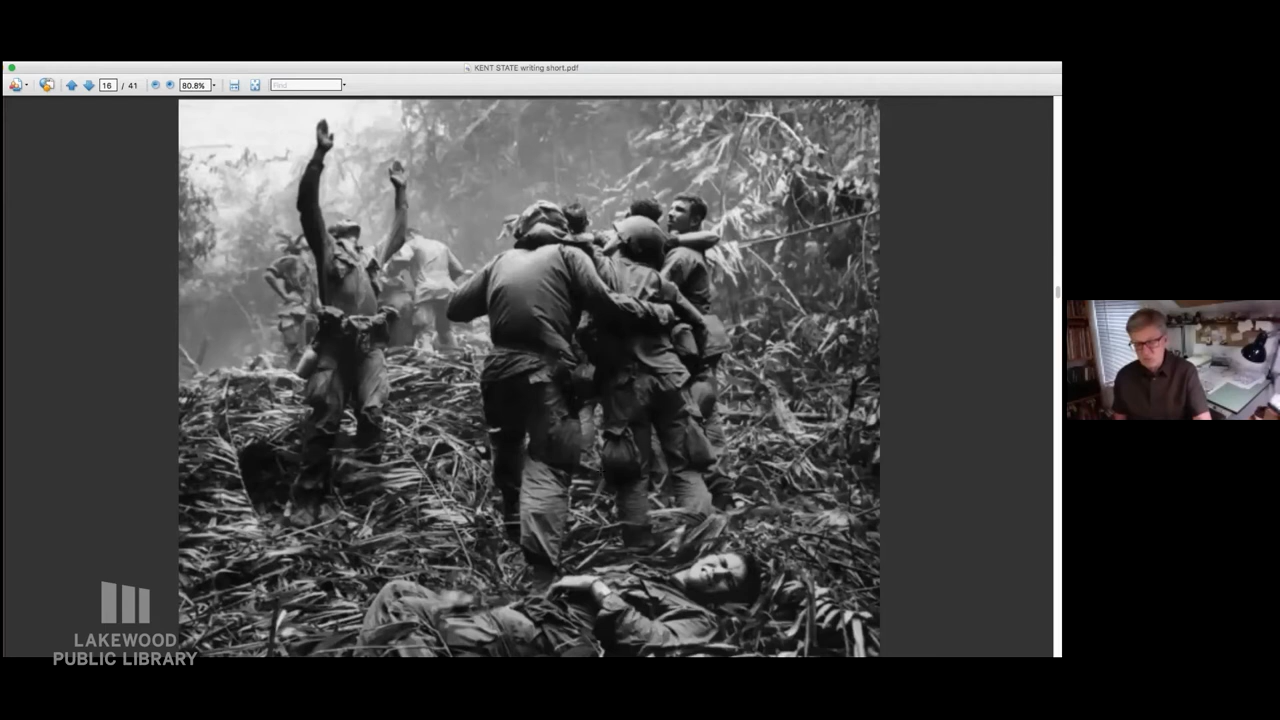 KENT STATE writing short.pdf
16 / 41
80.8%
Find
LAKEWOOD
PUBLIC LIBRARY